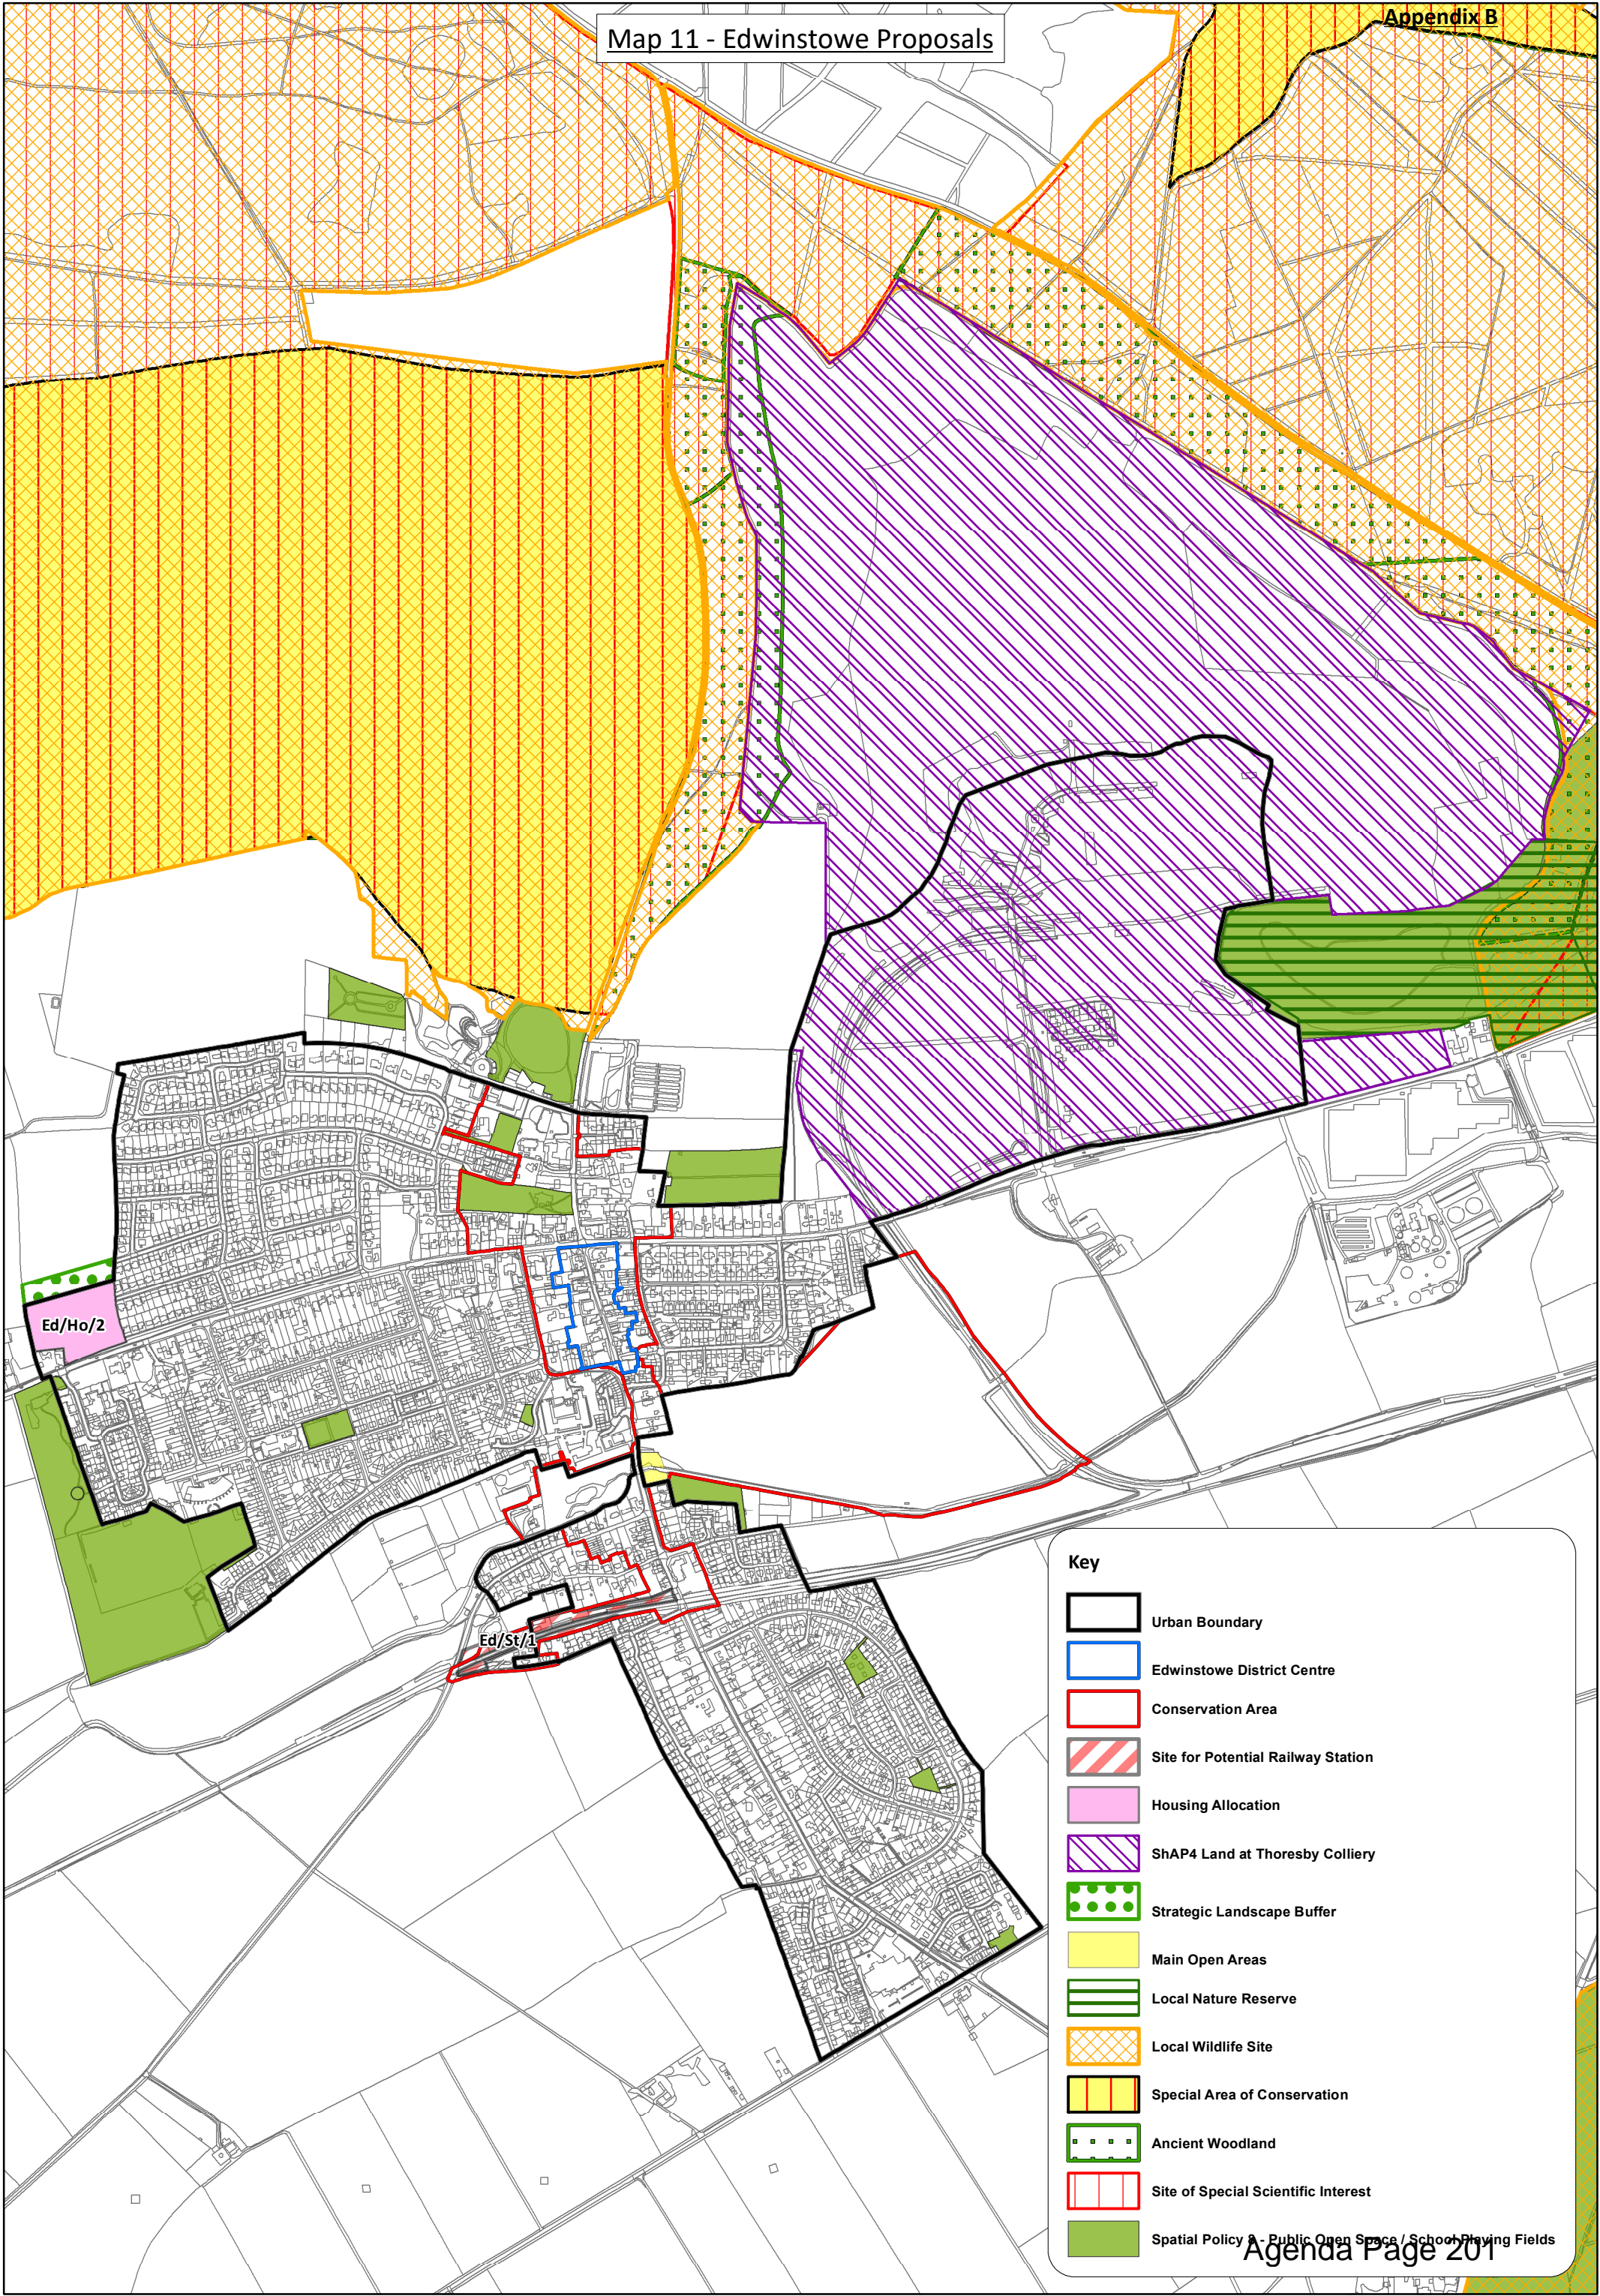 Appendix B
Map 11 - Edwinstowe Proposals
Ed/Ho/2
Ed/St/1
Key
Urban Boundary
Edwinstowe District Centre
Conservation Area
Site for Potential Railway Station
Housing Allocation
ShAP4 Land at Thoresby Colliery
Strategic Landscape Buffer
Main Open Areas
Local Nature Reserve
Local Wildlife Site
Special Area of Conservation
Ancient Woodland
Site of Special Scientific Interest
Spatial Policy 8 - Public Open Space / School Playing Fields
Agenda Page 201